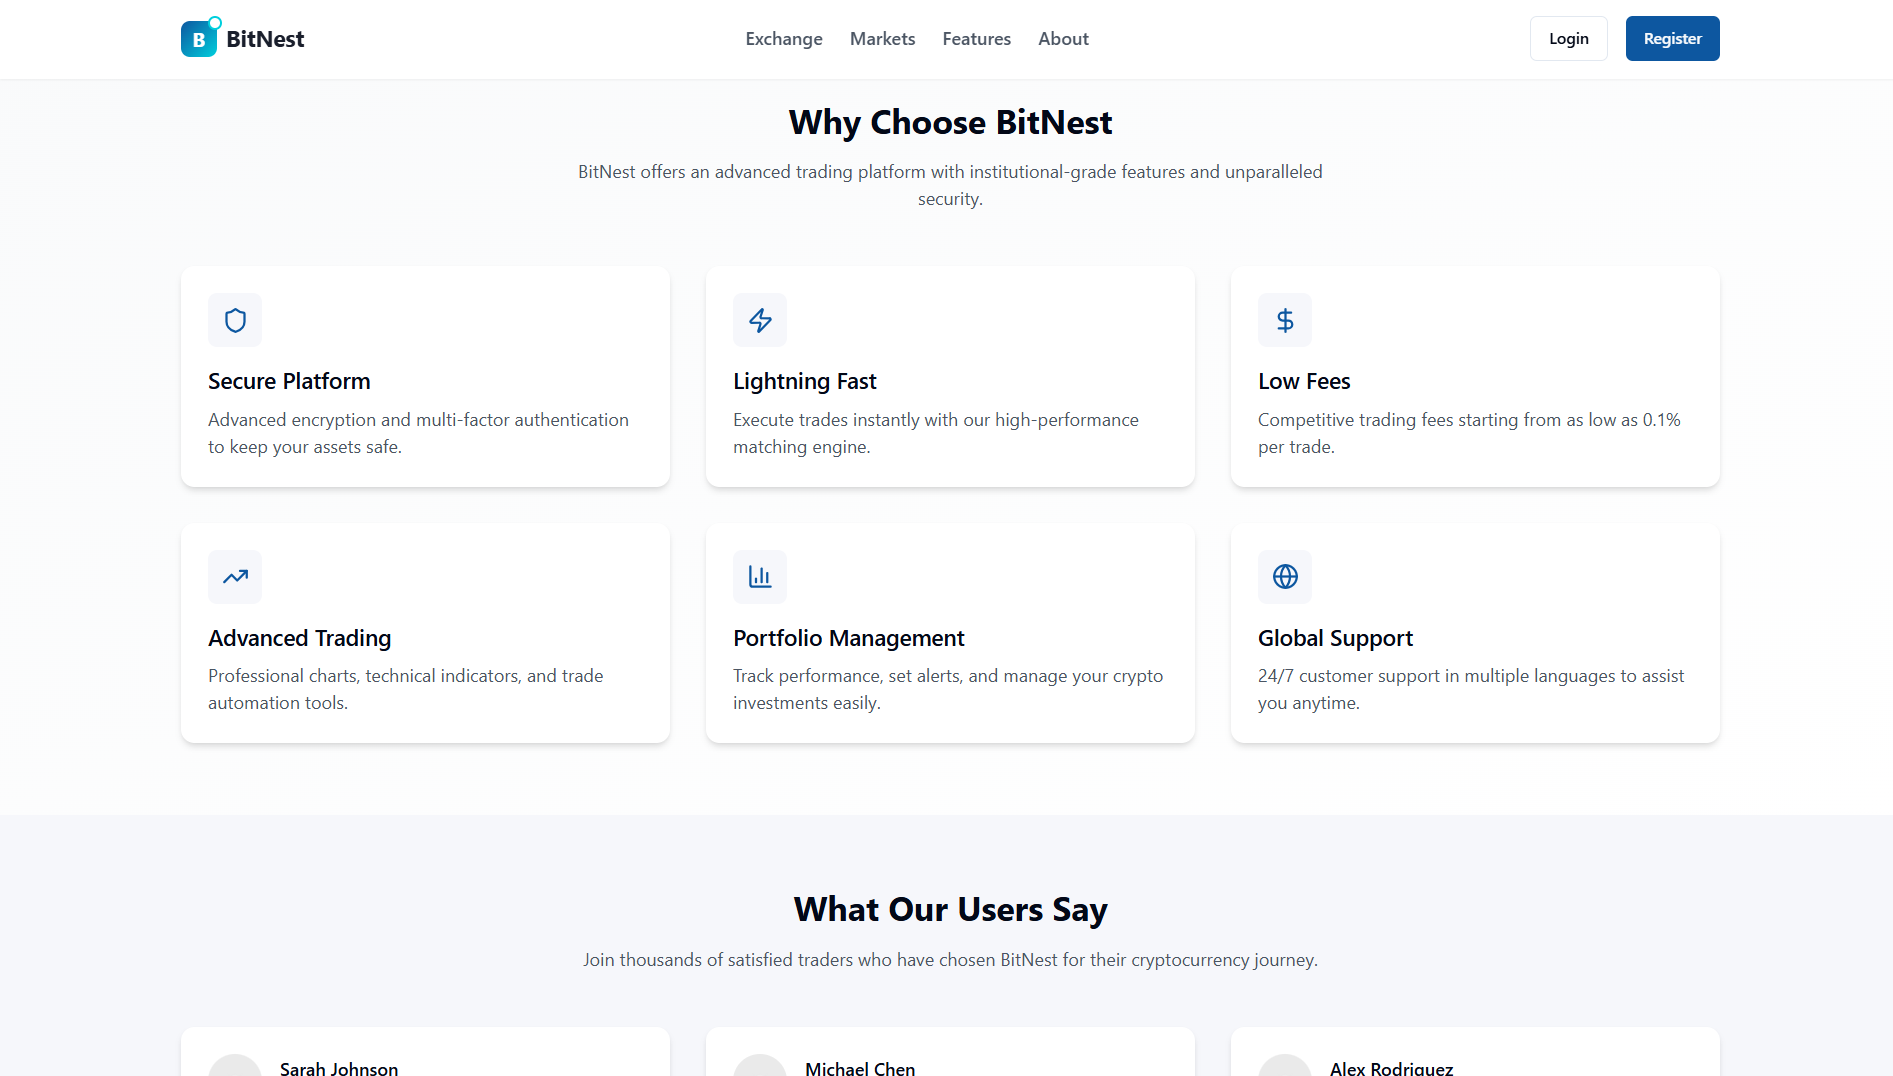 B BitNest
Exchange Markets Features About
Login
Register
Why Choose BitNest
BitNest offers an advanced trading platform with institutional-grade features and unparalleled
security.
Secure Platform
Advanced encryption and multi-factor authentication
to keep your assets safe.
Lightning Fast
Execute trades instantly with our high-performance
matching engine.
Low Fees
Competitive trading fees starting from as low as 0.1%
per trade.
Advanced Trading
Professional charts, technical indicators, and trade
automation tools.
Portfolio Management
Track performance, set alerts, and manage your crypto
investments easily.
Global Support
24/7 customer support in multiple languages to assist
you anytime.
What Our Users Say
Join thousands of satisfied traders who have chosen BitNest for their cryptocurrency journey.
Sarah Johnson
Michael Chen
Alex Rodriguez